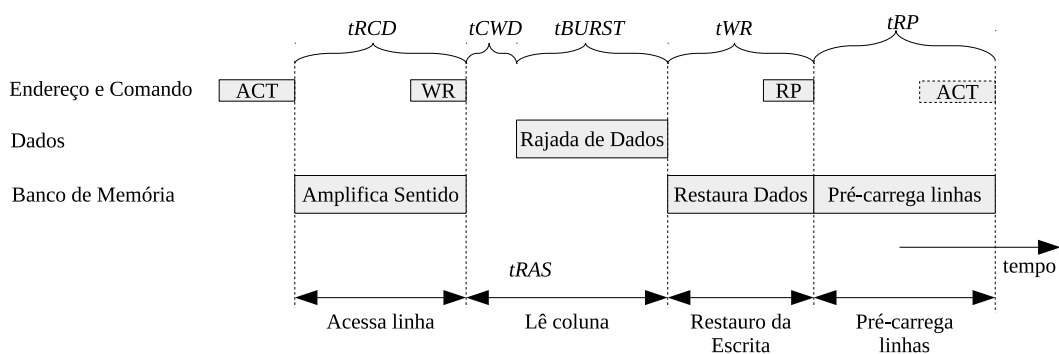 tRCD tCWD tBURST tWR tRP
Endereço e Comando ACT WR RP ACT
Dados Rajada de Dados
Banco de Memória Amplifica Sentido Restaura Dados Pré-carrega linhas
tempo
tRAS
Acessa linha Lê coluna Restauro da Escrita Pré-carrega linhas